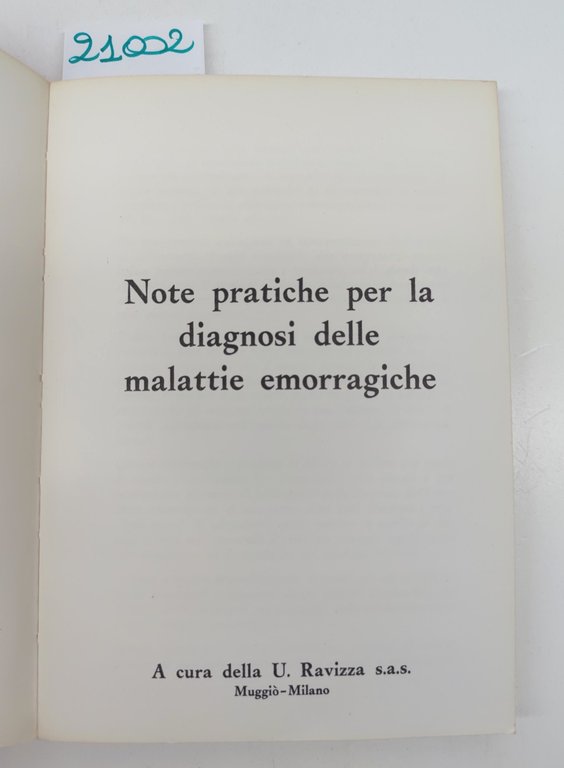 21002
Note pratiche per la
diagnosi delle
malattie emorragiche
A cura della U. Ravizza s.a.s.
Muggiò-Milano